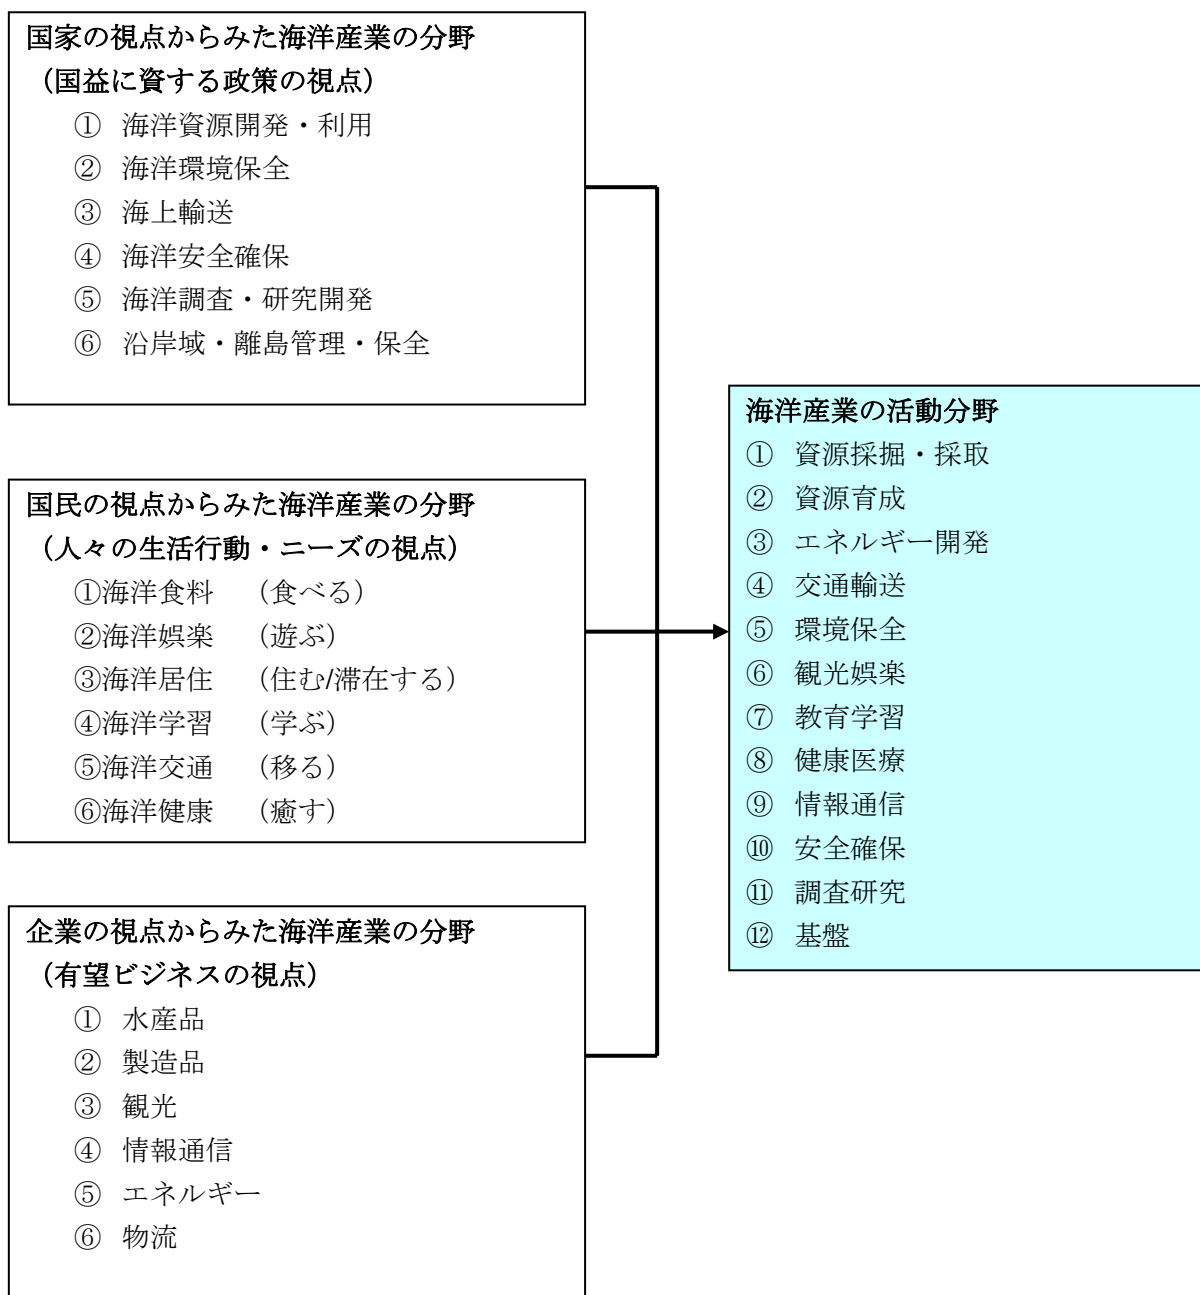 国家の視点からみた海洋産業の分野
（国益に資する政策の視点）
① 海洋資源開発・利用
② 海洋環境保全
③ 海上輸送
④ 海洋安全確保
⑤ 海洋調査・研究開発
⑥ 沿岸域・離島管理・保全
国民の視点からみた海洋産業の分野
（人々の生活行動・ニーズの視点）
①海洋食料 （食べる）
②海洋娯楽 （遊ぶ）
③海洋居住 （住む/滞在する）
④海洋学習 （学ぶ）
⑤海洋交通 （移る）
⑥海洋健康 （癒す）
企業の視点からみた海洋産業の分野
（有望ビジネスの視点）
① 水産品
② 製造品
③ 観光
④ 情報通信
⑤ エネルギー
⑥ 物流
海洋産業の活動分野
① 資源採掘・採取
② 資源育成
③ エネルギー開発
④ 交通輸送
⑤ 環境保全
⑥ 観光娯楽
⑦ 教育学習
⑧ 健康医療
⑨ 情報通信
⑩ 安全確保
⑪ 調査研究
⑫ 基盤